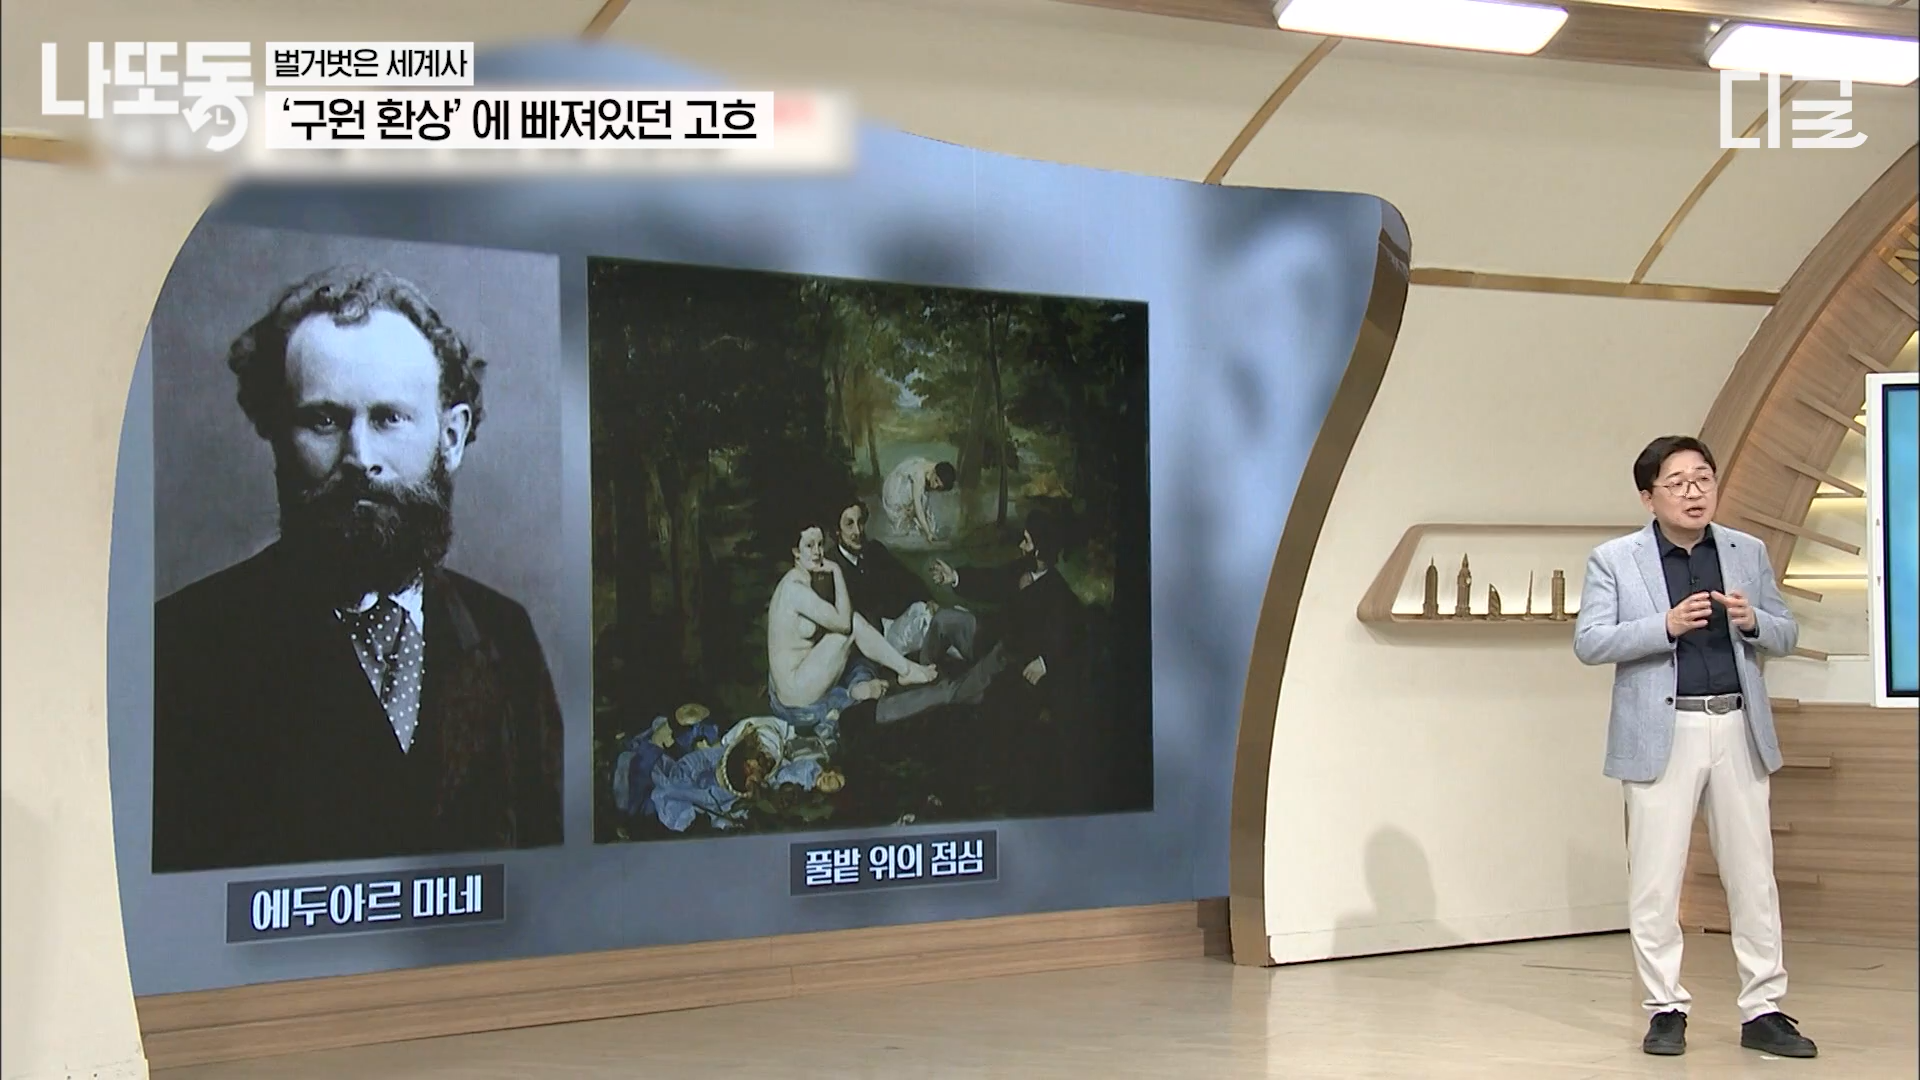 나또동
벌거벗은 세계사
‘구원 환상’ 에 빠져있던 고흐
디글
에두아르 마네
풀밭 위의 점심